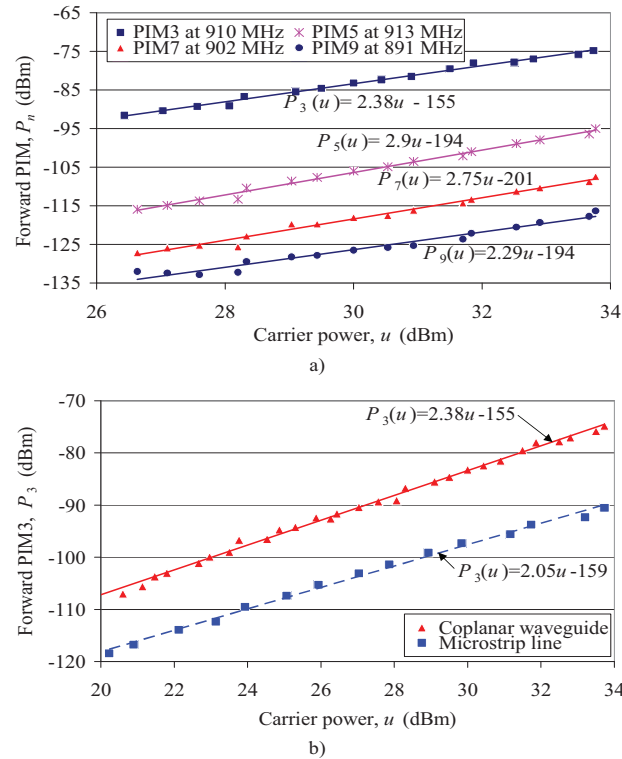 PIM3 at 910 MHz PIM5 at 913 MHz
PIM7 at 902 MHz PIM9 at 891 MHz
Forward PIM, Pn (dBm)
-75
-85
-95
-105
-115
-125
-135
P3(u)= 2.38u - 155
P5(u)= 2.9u-194
P7(u)= 2.75u-201
P9(u)= 2.29u-194
26 28 30 32 34
Carrier power, u (dBm)
a)
Forward PIM3, P3 (dBm)
-70
-80
-90
-100
-110
-120
P3(u)=2.38u-155
P3(u)=2.05u-159
Coplanar waveguide
Microstrip line
20 22 24 26 28 30 32 34
Carrier power, u (dBm)
b)